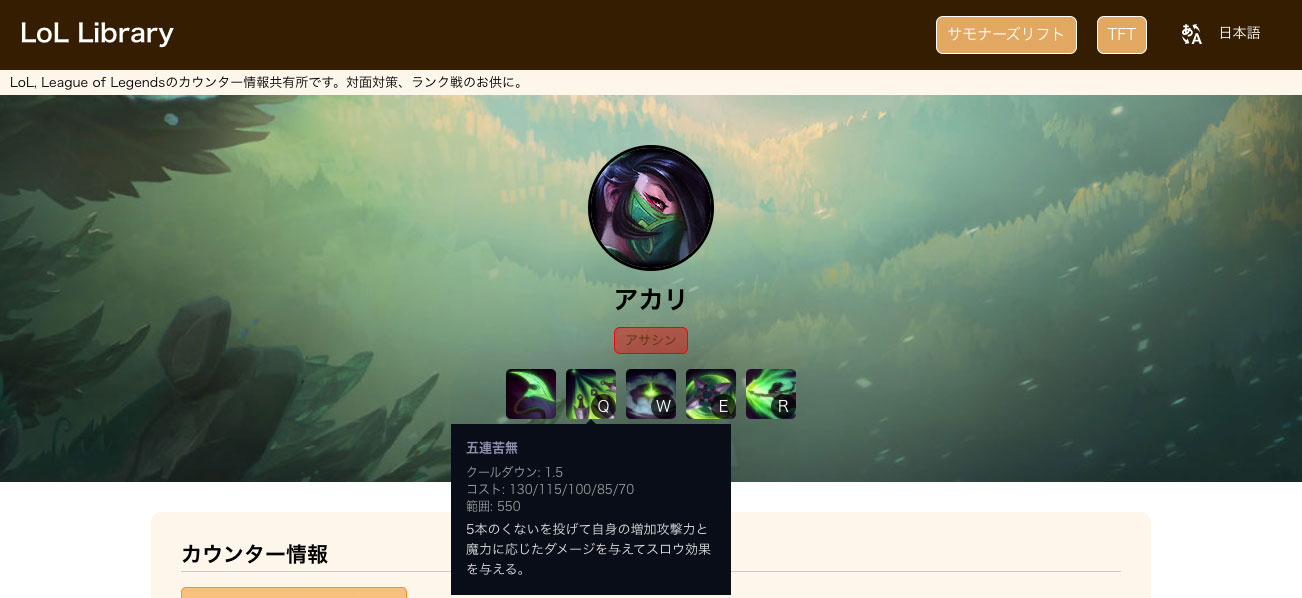 LoL Library
サモナーズリフト
TFT
日本語
LoL, League of Legendsのカウンター情報共有所です。対面対策、ランク戦のお供に。
アカリ
アサシン
Q
W
E
R
五連苦無
クールダウン: 1.5
コスト: 130/115/100/85/70
範囲: 550
5本のくないを投げて自身の増加攻撃力と
魔力に応じたダメージを与えてスロウ効果
を与える。
カウンター情報